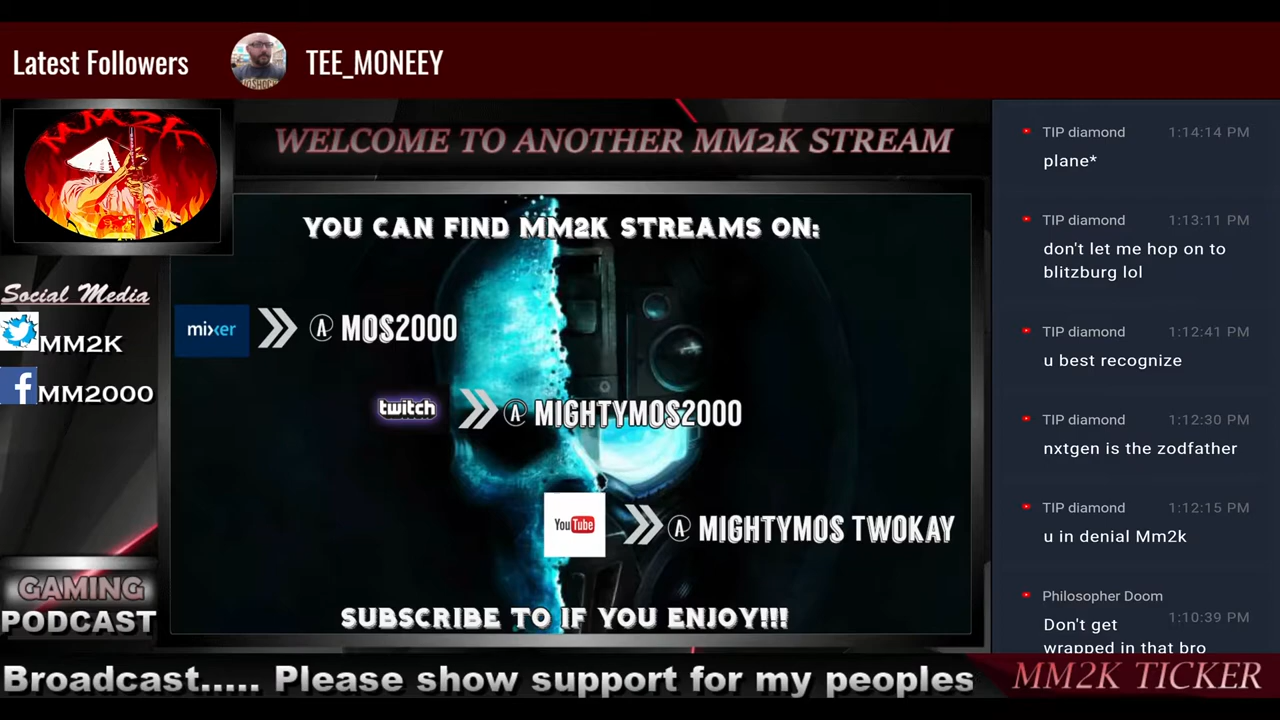 Latest Followers
TEE_MONEEY
MM2K
WELCOME TO ANOTHER MM2K STREAM
YOU CAN FIND MM2K STREAMS ON:
mixer @ MOS2000
twitch @ MIGHTYMOS2000
YouTube @ MIGHTYMOS TWOKAY
SUBSCRIBE TO IF YOU ENJOY!!!
Social Media
MM2K
MM2000
GAMING
PODCAST
TIP diamond 1:14:14 PM
plane*
TIP diamond 1:13:11 PM
don't let me hop on to
blitzburg lol
TIP diamond 1:12:41 PM
u best recognize
TIP diamond 1:12:30 PM
nxtgen is the zodfather
TIP diamond 1:12:15 PM
u in denial Mm2k
Philosopher Doom
1:10:39 PM
Don't get
wrapped in that bro
Broadcast..... Please show support for my peoples
MM2K TICKER